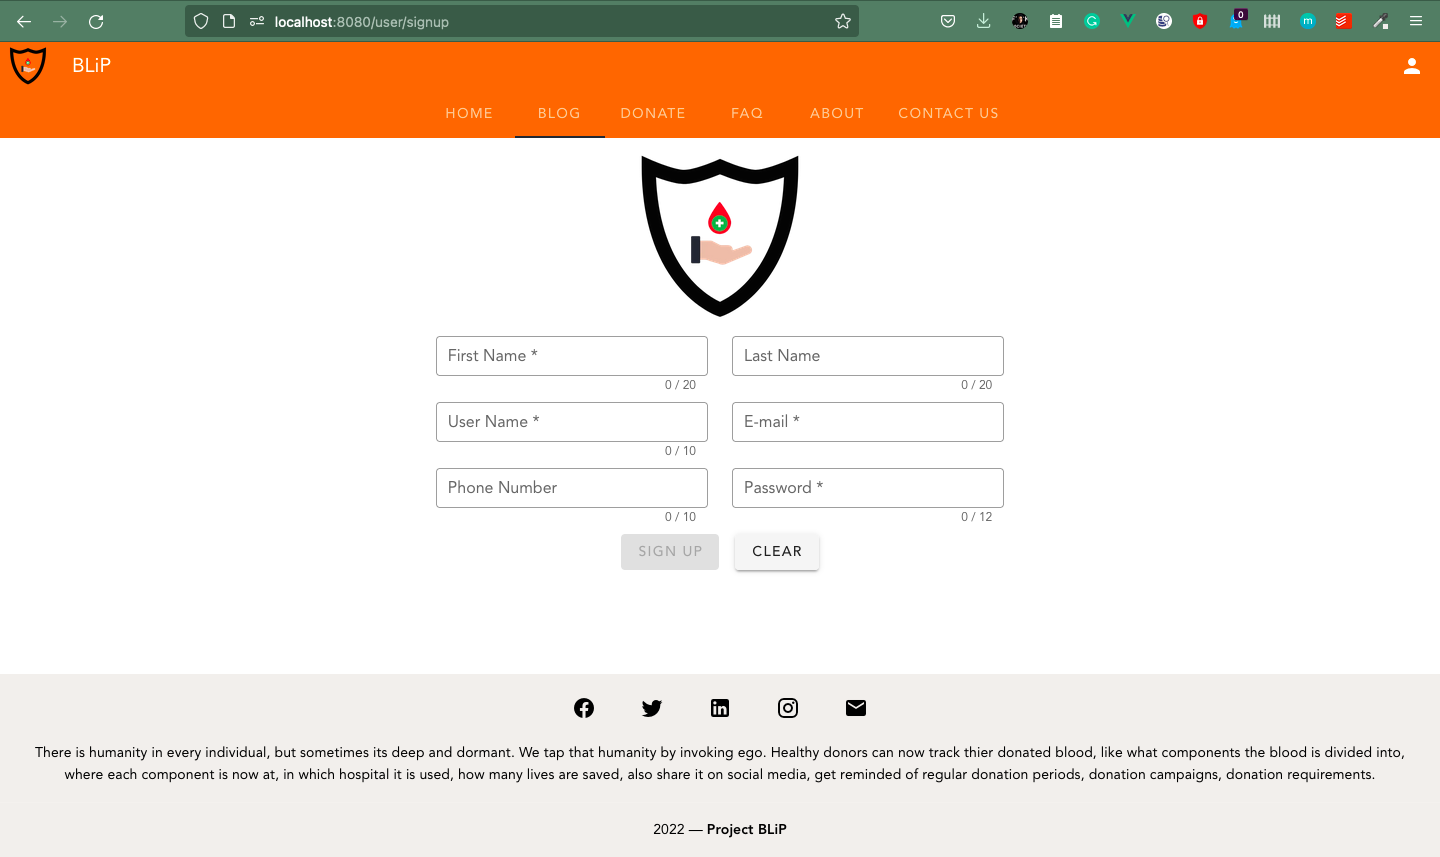 localhost:8080/user/signup
0
m
BLiP
HOME BLOG DONATE FAQ ABOUT CONTACT US
First Name * Last Name
0 / 20 0 / 20
User Name * E-mail *
0 / 10
Phone Number Password *
0 / 10 0 / 12
SIGN UP CLEAR
There is humanity in every individual, but sometimes its deep and dormant. We tap that humanity by invoking ego. Healthy donors can now track thier donated blood, like what components the blood is divided into,
where each component is now at, in which hospital it is used, how many lives are saved, also share it on social media, get reminded of regular donation periods, donation campaigns, donation requirements.
2022 — Project BLiP